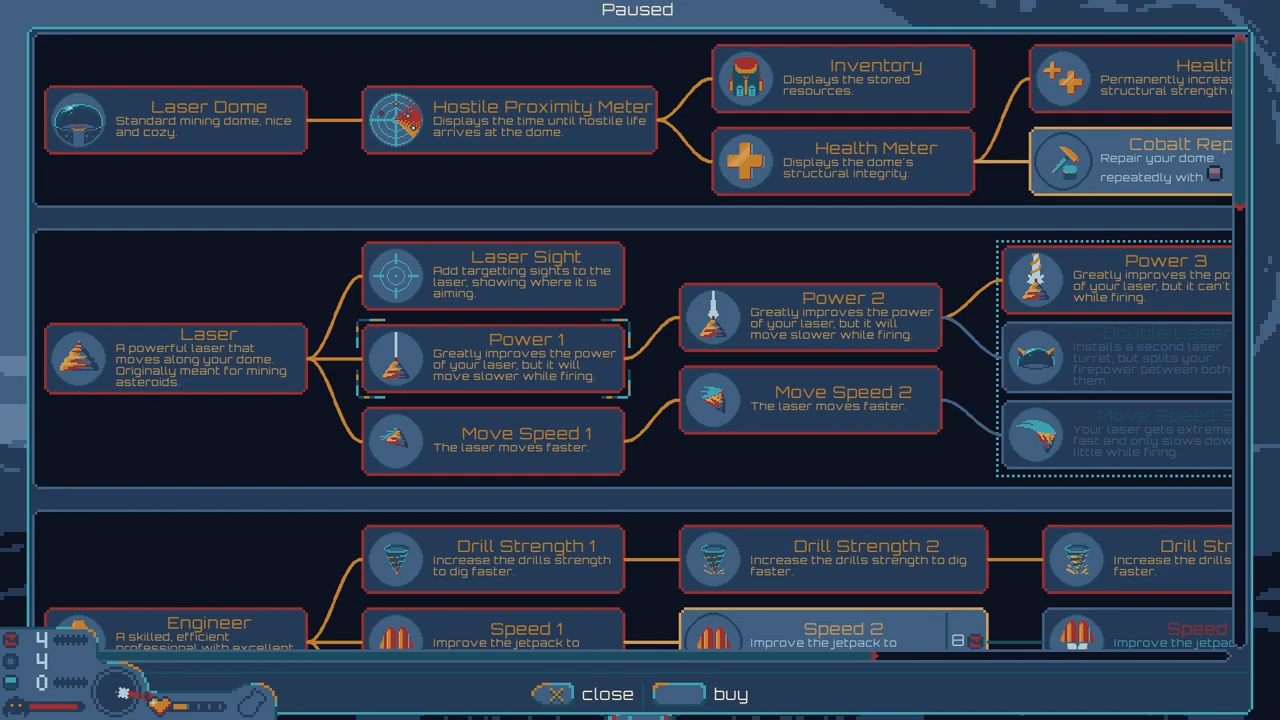 Paused
Laser Dome
Standard mining dome, nice
and cozy.
Hostile Proximity Meter
Displays the time until hostile life
arrives at the dome.
Inventory
Displays the stored
resources.
Health Meter
Displays the dome's
structural integrity.
Health
Permanently increas
structural strength
Cobalt Rep
Repair your dome
repeatedly with
Laser
A powerful laser that
moves along your dome.
Originally meant for mining
asteroids.
Laser Sight
Add targetting sights to the
laser, showing where it is
aiming.
Power 1
Greatly improves the power
of your laser, but it will
move slower while firing.
Move Speed 1
The laser moves faster.
Power 2
Greatly improves the power
of your laser, but it will
move slower while firing.
Move Speed 2
The laser moves faster.
Power 3
Greatly improves the po
of your laser, but it can't
while firing.
Double Laser
Installs a second laser
turret, but splits your
firepower between both
them.
Move Speed 3
Your laser gets extreme
fast and only slows dow
little while firing.
Engineer
A skilled, efficient
professional with excellent
Drill Strength 1
Increase the drills strength
to dig faster.
Drill Strength 2
Increase the drills strength to dig
faster.
Drill Str
Increase the drills
faster.
Speed 1
Improve the jetpack to
Speed 2
Improve the jetpack to
8
Speed
Improve the jetpac
4
4
0
close
buy